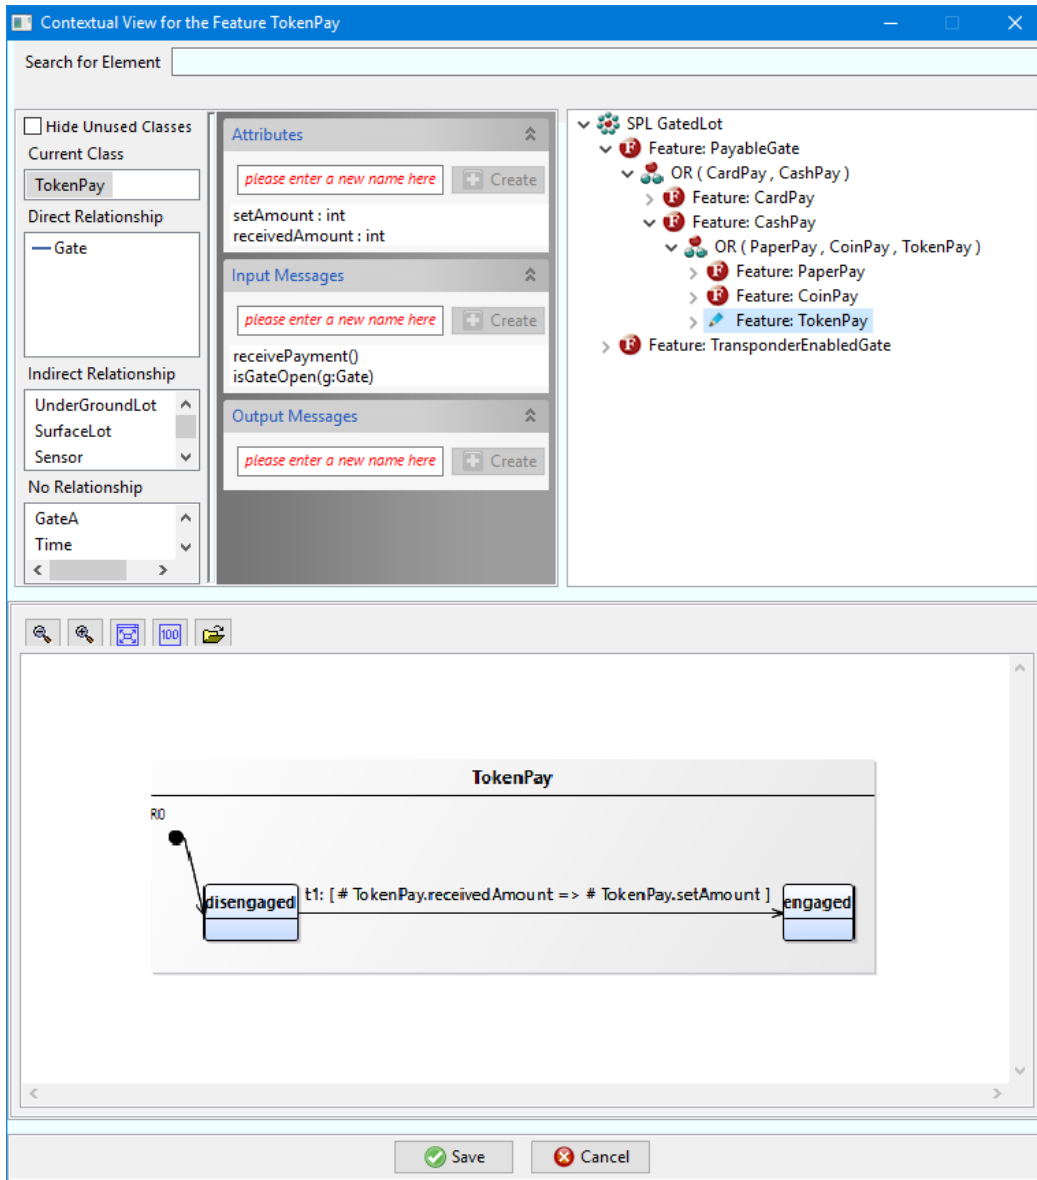 Contextual View for the Feature TokenPay
Search for Element
Hide Unused Classes
Current Class
TokenPay
Direct Relationship
Gate
Indirect Relationship
UnderGroundLot
SurfaceLot
Sensor
No Relationship
GateA
Time
Attributes
please enter a new name here
Create
setAmount : int
receivedAmount : int
Input Messages
please enter a new name here
Create
receivePayment()
isGateOpen(g:Gate)
Output Messages
please enter a new name here
Create
SPL GatedLot
F Feature: PayableGate
OR ( CardPay , CashPay )
F Feature: CardPay
F Feature: CashPay
OR ( PaperPay , CoinPay , TokenPay )
F Feature: PaperPay
F Feature: CoinPay
Feature: TokenPay
F Feature: TransponderEnabledGate
100
TokenPay
R0
disengaged
t1: [ # TokenPay.receivedAmount => # TokenPay.setAmount ]
engaged
Save
Cancel